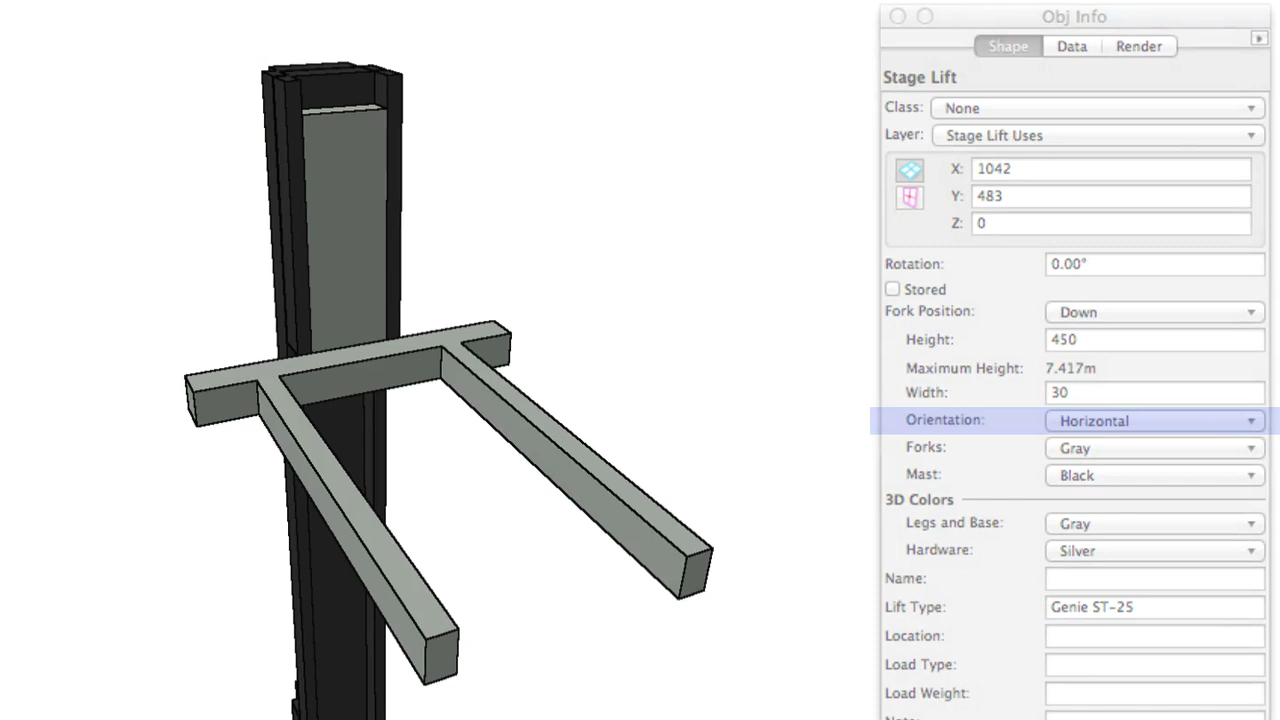 Obj Info
Shape Data Render
Stage Lift
Class: None
Layer: Stage Lift Uses
X: 1042
Y: 483
Z: 0
Rotation: 0.00°
Stored
Fork Position: Down
Height: 450
Maximum Height: 7.417m
Width: 30
Orientation: Horizontal
Forks: Gray
Mast: Black
3D Colors
Legs and Base: Gray
Hardware: Silver
Name:
Lift Type: Genie ST-25
Location:
Load Type:
Load Weight: